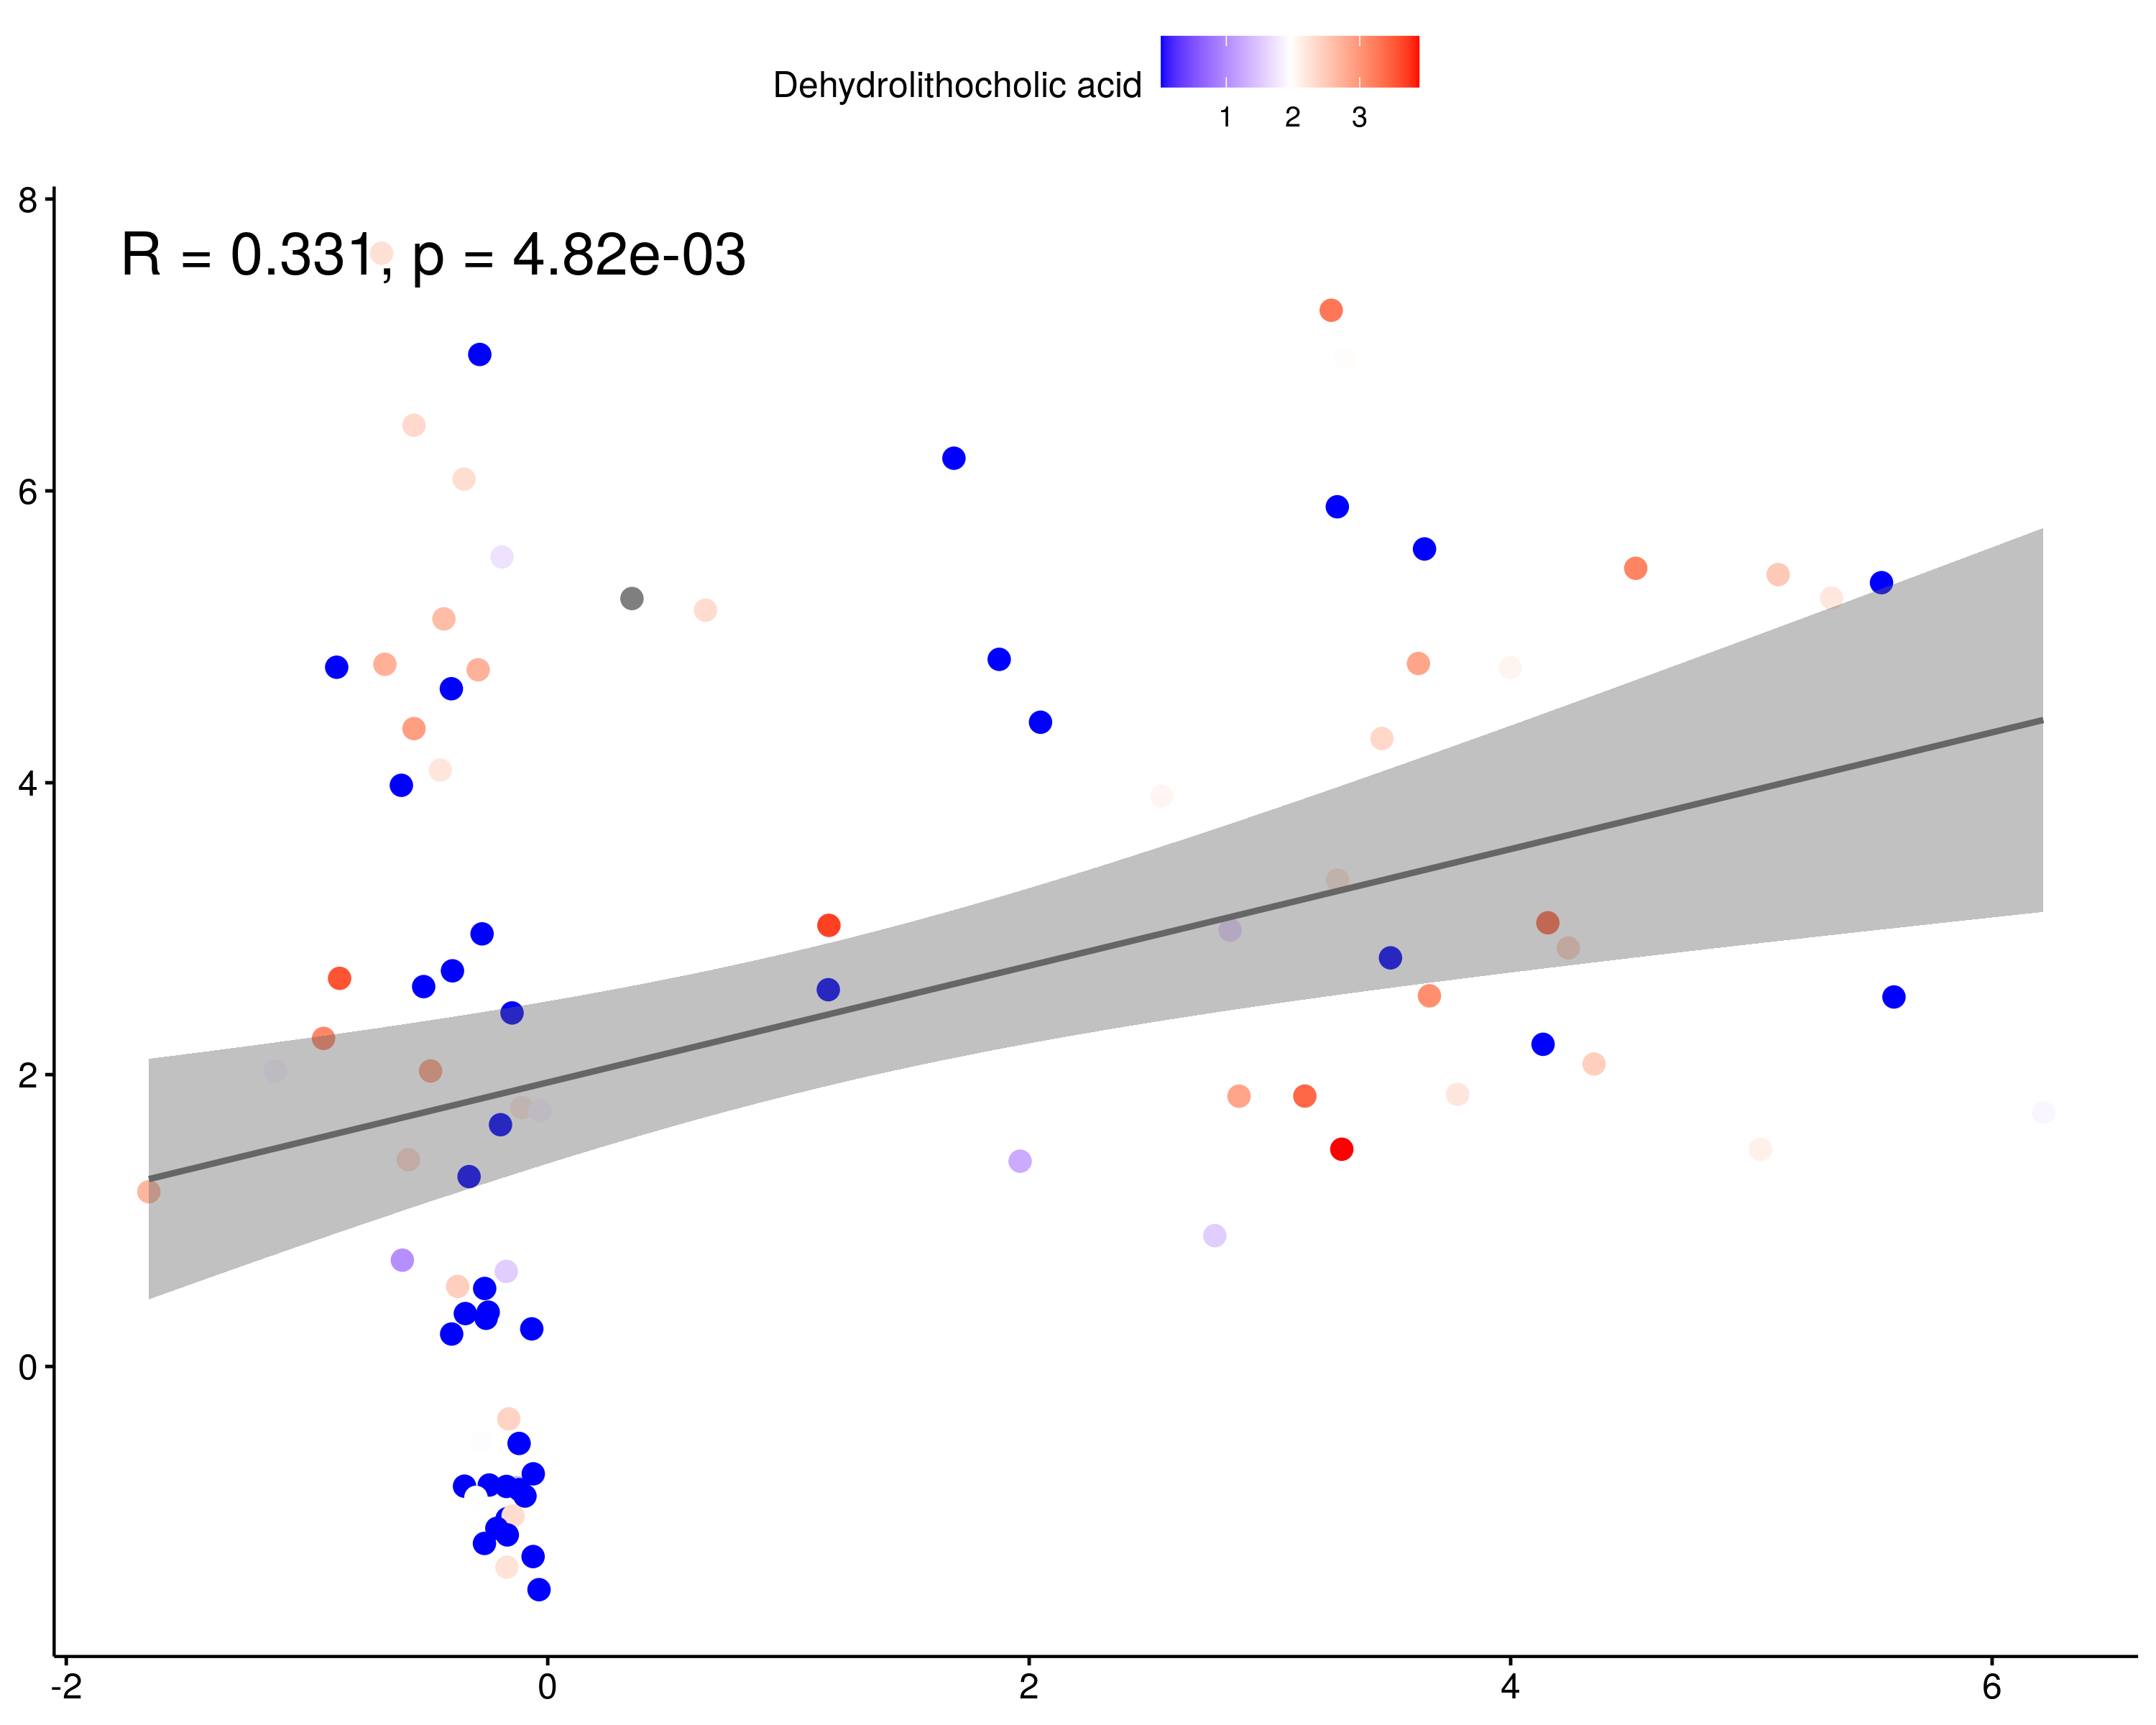 Dehydrolithocholic acid
1 2 3
R = 0.331, p = 4.82e-03
8
6
4
2
0
-2 0 2 4 6